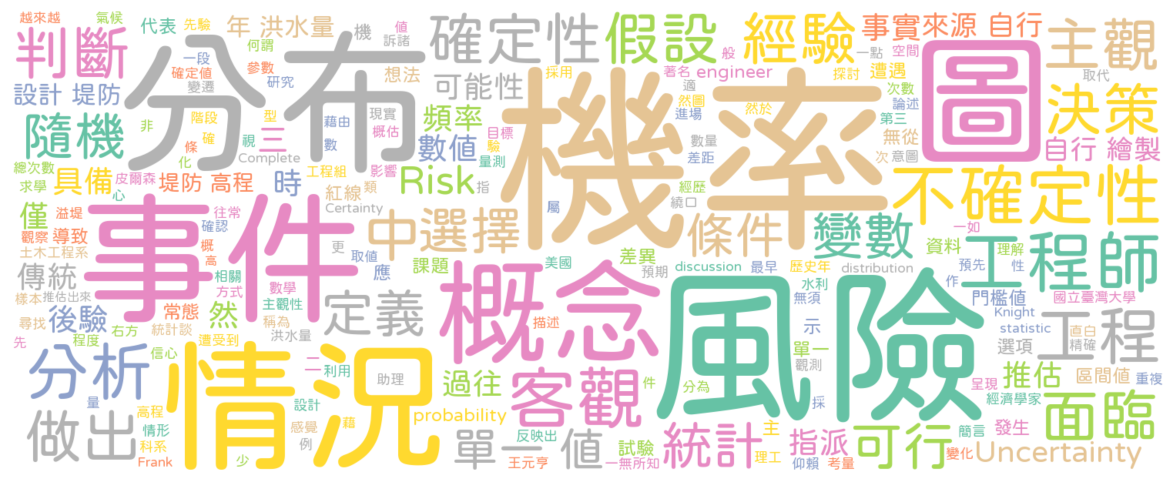 越來越
氣候
代表
先驗
年
洪水量
機
值
訴諸
確定性
假設
經驗
事實來源
自行
主觀
判斷
分布
何謂
一段
確定值
參數
變遷
研究
想法
可能性
採用
般
著名
engineer
一點
空間
探討
遭遇
取代
圖
設計
堤防
非
階段
型
藉由
現實
頻率
目標
適
然圖
進場
然於
次數
論述
第三
決策
隨機
條
確
視
三
數
概估
數值
驗
量測
機率
數量
差距
無從
次
意圖
自行
繪製
總次數
化
Complete
求學
具備
皮爾森
堤防
高程
時
工程組
影響
Risk
指
經歷
繞口
不確定性
心
紅線
類
Certainty
僅
溢堤
事件
往常
觀察
導致
確認
土木工程系
概
更
中選擇
屬
條件
變數
資料
一如
理解
工程師
傳統
高
相關
取值
應
課題
差異
美國
預期
discussion
最早
歷史年
distribution
預先
性
作
水利
樣本
推估出來
方式
數學
定義
概念
風險
門檻值
國立臺灣大學
後驗
常態
主觀性
然
無須
尋找
程度
右方
稱為
描述
示
Knight
statistic
直白
精確
工程
先
統計談
洪水量
單一
選項
遭受到
分析
信心
情況
二
利用
助理
過往
客觀
件
分為
觀測
呈現
推估
區間值
重複
量
設計
採
經濟學家
面臨
做出
高程
情形
藉
probability
科系
感覺
反映出
試驗
主
指派
簡言
發生
Frank
少
例
單一
值
王元亨
一無所知
統計
理工
仰賴
考量
可行
變化
Uncertainty